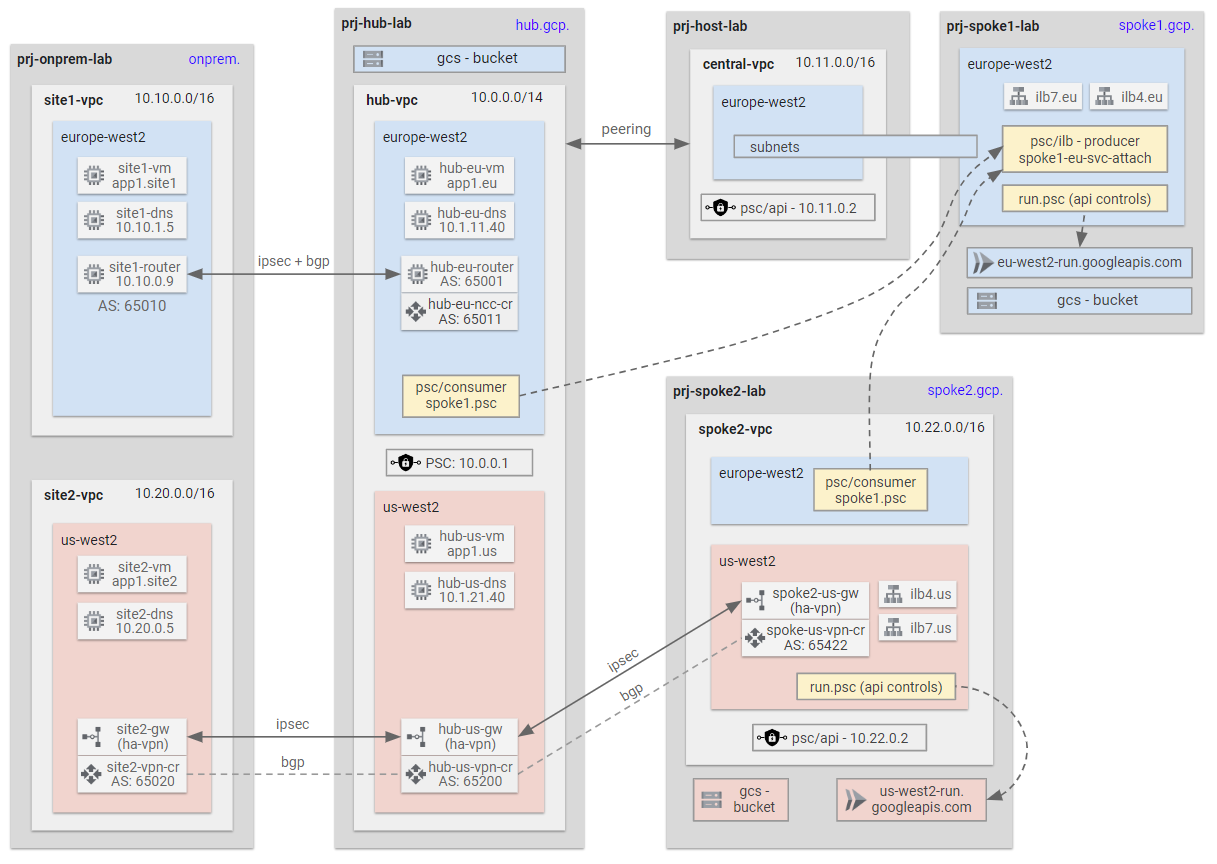 prj-onprem-lab
onprem.
site1-vpc
10.10.0.0/16
europe-west2
site1-vm
app1.site1
site1-dns
10.10.1.5
site1-router
10.10.0.9
AS: 65010
site2-vpc
10.20.0.0/16
us-west2
site2-vm
app1.site2
site2-dns
10.20.0.5
site2-gw
(ha-vpn)
site2-vpn-cr
AS: 65020
ipsec + bgp
ipsec
bgp
prj-hub-lab
hub.gcp.
gcs - bucket
hub-vpc
10.0.0.0/14
europe-west2
hub-eu-vm
app1.eu
hub-eu-dns
10.1.11.40
hub-eu-router
AS: 65001
hub-eu-ncc-cr
AS: 65011
psc/consumer
spoke1.psc
PSC: 10.0.0.1
us-west2
hub-us-vm
app1.us
hub-us-dns
10.1.21.40
hub-us-gw
(ha-vpn)
hub-us-vpn-cr
AS: 65200
peering
ipsec
bgp
prj-host-lab
central-vpc
10.11.0.0/16
europe-west2
subnets
psc/api - 10.11.0.2
prj-spoke1-lab
spoke1.gcp.
europe-west2
ilb7.eu
ilb4.eu
psc/ilb - producer
spoke1-eu-svc-attach
run.psc (api controls)
eu-west2-run.googleapis.com
gcs - bucket
prj-spoke2-lab
spoke2.gcp.
spoke2-vpc
10.22.0.0/16
europe-west2
psc/consumer
spoke1.psc
us-west2
spoke2-us-gw
(ha-vpn)
spoke-us-vpn-cr
AS: 65422
ilb4.us
ilb7.us
run.psc (api controls)
psc/api - 10.22.0.2
gcs -
bucket
us-west2-run.
googleapis.com